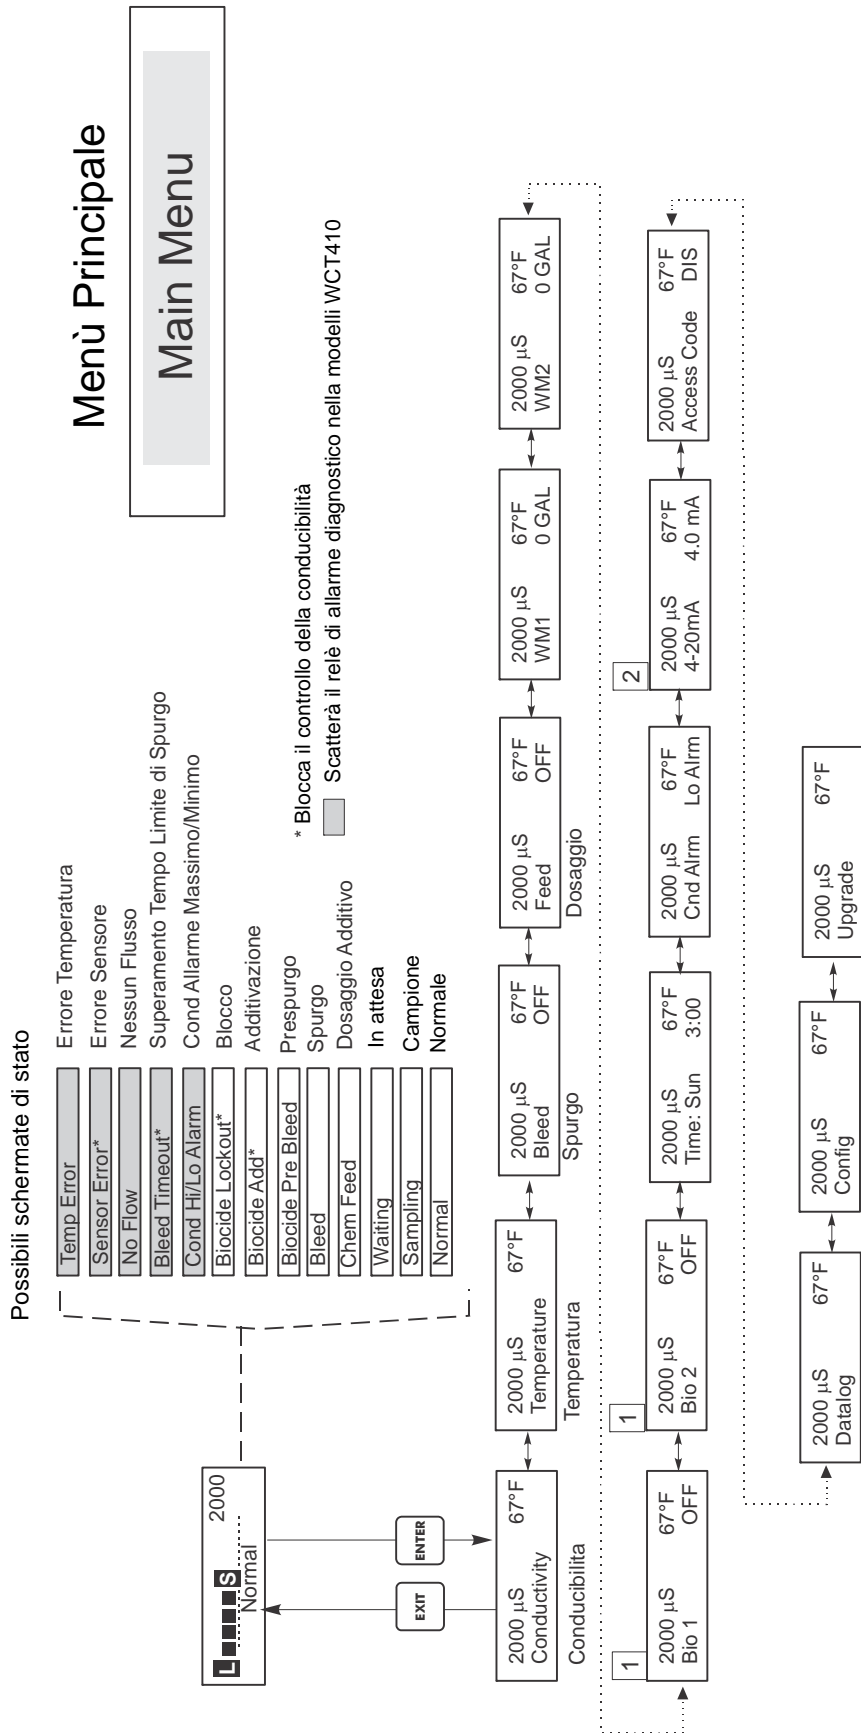 Menù Principale
Main Menu
Possibili schermate di stato
Temp Error Errore Temperatura
Sensor Error* Errore Sensore
No Flow Nessun Flusso
Bleed Timeout* Superamento Tempo Limite di Spurgo
Cond Hi/Lo Alarm Cond Allarme Massimo/Minimo
Biocide Lockout* Blocco
Biocide Add* Additivazione
Biocide Pre Bleed Prespurgo
Bleed Spurgo
Chem Feed Dosaggio Additivo
Waiting In attesa
Sampling Campione
Normal Normale
* Blocca il controllo della conducibilità
Scatterà il relè di allarme diagnostico nella modelli WCT410
L S 2000
Normal
EXIT
ENTER
2000 µS 67°F
Conductivity
Conducibilita
2000 µS 67°F
Temperature
Temperatura
2000 µS 67°F
Bleed OFF
Spurgo
2000 µS 67°F
Feed OFF
Dosaggio
2000 µS 67°F
WM1 0 GAL
2000 µS 67°F
WM2 0 GAL
1
2000 µS 67°F
Bio 1 OFF
1
2000 µS 67°F
Bio 2 OFF
2000 µS 67°F
Time: Sun 3:00
2000 µS 67°F
Cnd Alrm Lo Alrm
2
2000 µS 67°F
4-20mA 4.0 mA
2000 µS 67°F
Access Code DIS
2000 µS 67°F
Datalog
2000 µS 67°F
Config
2000 µS 67°F
Upgrade